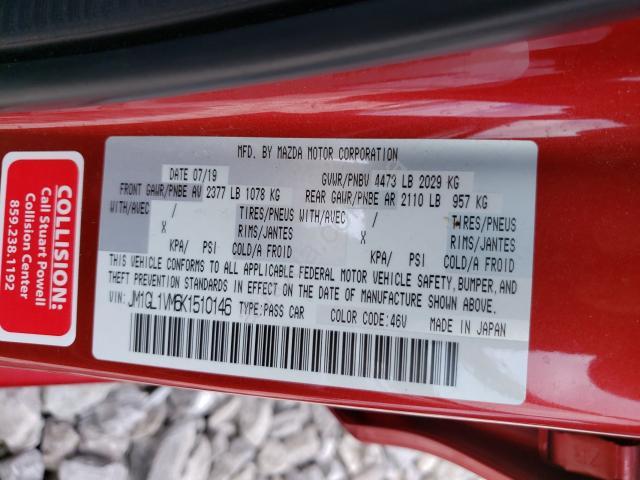 MFD. BY MAZDA MOTOR CORPORATION
DATE 07/19 GVWR/PNBV 4473 LB 2029 KG
FRONT GAWR/PNBE AV 2377 LB 1078 KG REAR GAWR/PNBE AR 2110 LB 957 KG
WITH/AVEC / TIRES/PNEUS WITH/AVEC / TIRES/PNEUS
X RIMS/JANTES X RIMS/JANTES
KPA/ PSI COLD/A FROID KPA/ PSI COLD/A FROID
THIS VEHICLE CONFORMS TO ALL APPLICABLE FEDERAL MOTOR VEHICLE SAFETY, BUMPER, AND
THEFT PREVENTION STANDARDS IN EFFECT ON THE DATE OF MANUFACTURE SHOWN ABOVE.
VIN: JM1GL1VM6K1510146 TYPE:PASS CAR COLOR CODE:46V MADE IN JAPAN
COLLISION:
Call Stuart Powell
Collision Center
859.238.1192